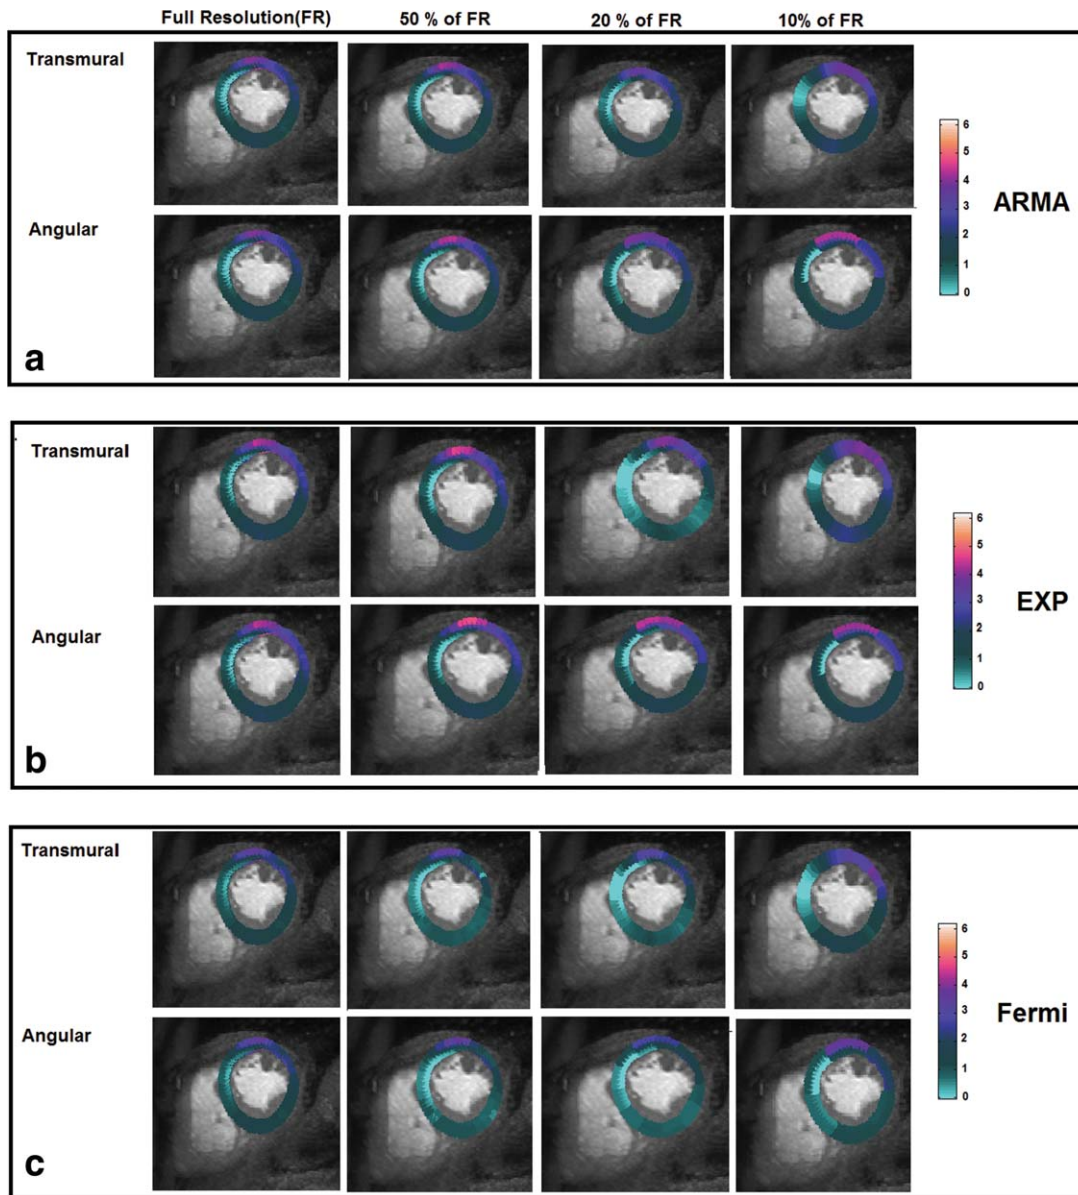 Full Resolution(FR) 50 % of FR 20 % of FR 10% of FR
Transmural
6
5
4
3
2
1
0
ARMA
Angular
a
Transmural
6
5
4
3
2
1
0
EXP
Angular
b
Transmural
6
5
4
3
2
1
0
Fermi
Angular
c